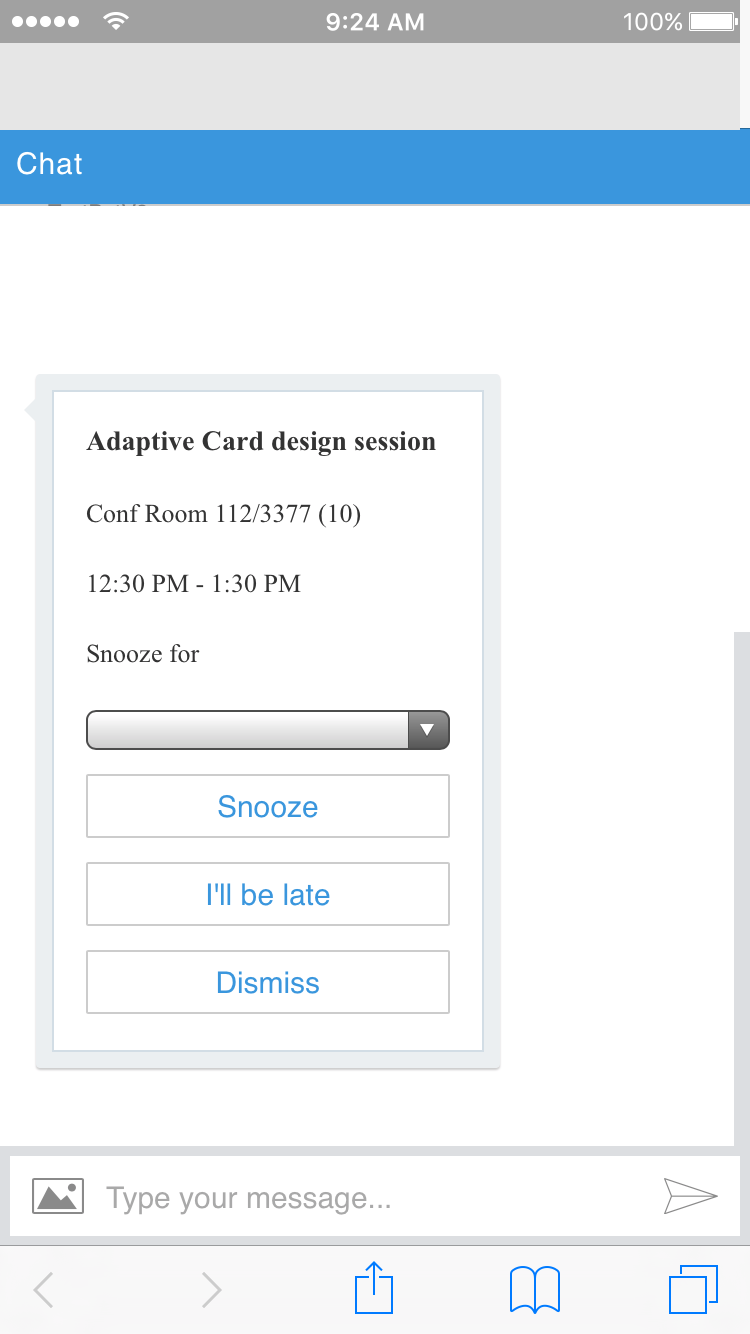 9:24 AM
100%
Chat
Adaptive Card design session
Conf Room 112/3377 (10)
12:30 PM - 1:30 PM
Snooze for
Snooze
I'll be late
Dismiss
Type your message...